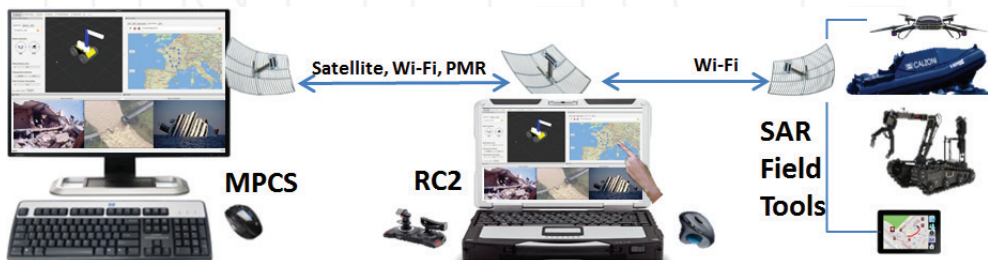 Satellite, Wi-Fi, PMR
Wi-Fi
MPCS
RC2
SAR
Field
Tools
CALZONI